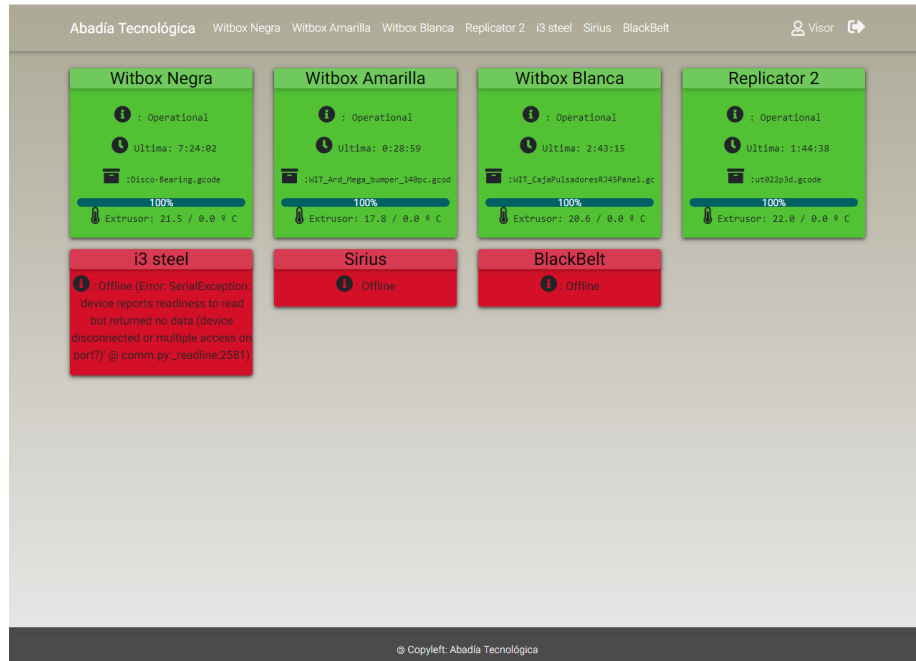 Abadía Tecnológica Witbox Negra Witbox Amarilla Witbox Blanca Replicator 2 i3 steel Sirius BlackBelt Visor
Witbox Negra
: Operational
Ultima: 7:24:02
:Disco-Bearing.gcode
100%
Extrusor: 21.5 / 0.0 º C
Witbox Amarilla
: Operational
Ultima: 0:28:59
:WIT_Ard_Mega_bumper_140pc.gcod
100%
Extrusor: 17.8 / 0.0 º C
Witbox Blanca
: Operational
Ultima: 2:43:15
:WIT_CajaPulsadoresRJ45Panel.gc
100%
Extrusor: 20.6 / 0.0 º C
Replicator 2
: Operational
Ultima: 1:44:38
:ut022p3d.gcode
100%
Extrusor: 22.0 / 0.0 º C
i3 steel
: Offline (Error: SerialException:
'device reports readiness to read
but returned no data (device
disconnected or multiple access on
port?)' @ comm.py:_readline:2581)
Sirius
: Offline
BlackBelt
: Offline
@ Copyleft: Abadía Tecnológica